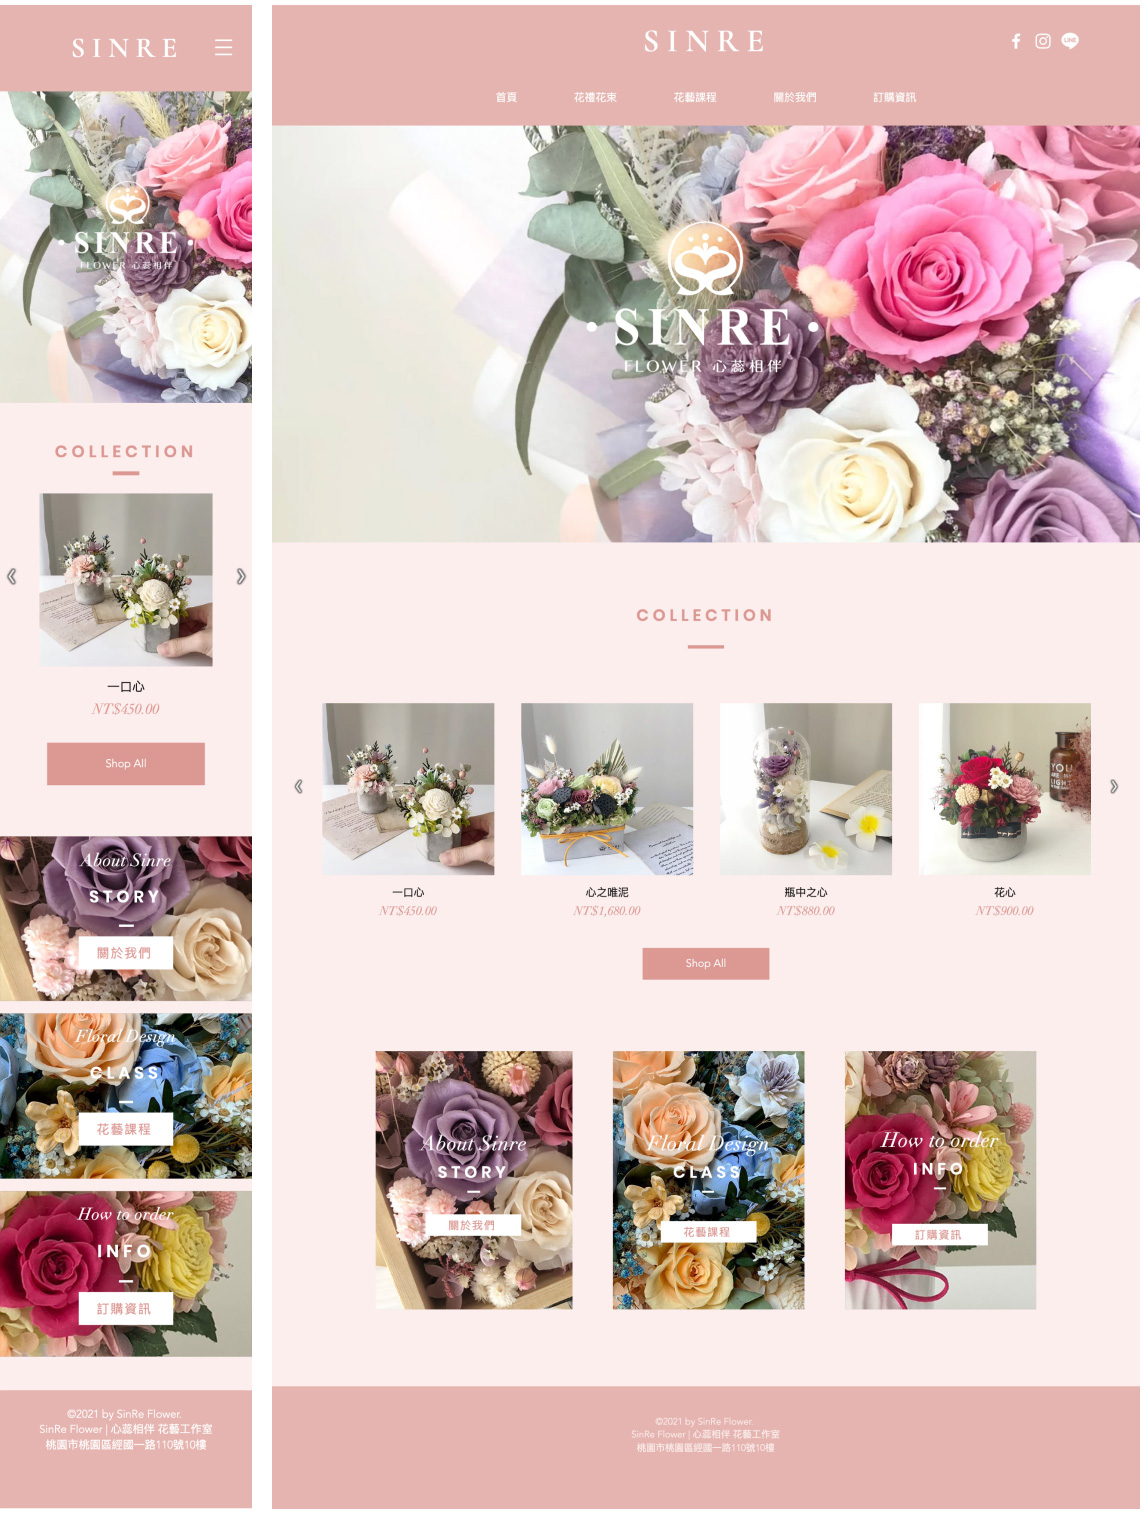 SINRE
SINRE
FLOWER 心蕊相伴
COLLECTION
一口心
NT$450.00
Shop All
About Sinre
STORY
關於我們
Floral Design
CLASS
花藝課程
How to order
INFO
訂購資訊
©2021 by SinRe Flower.
SinRe Flower | 心蕊相伴 花藝工作室
桃園市桃園區經國一路110號10樓
SINRE
LINE
首頁 花禮花束 花藝課程 關於我們 訂購資訊
SINRE
FLOWER 心蕊相伴
COLLECTION
YOU
ARE MY
LIGHT
一口心 心之唯泥 瓶中之心 花心
NT$450.00 NT$1,680.00 NT$880.00 NT$900.00
Shop All
About Sinre
STORY
關於我們
Floral Design
CLASS
花藝課程
How to order
INFO
訂購資訊
©2021 by SinRe Flower.
SinRe Flower | 心蕊相伴 花藝工作室
桃園市桃園區經國一路110號10樓